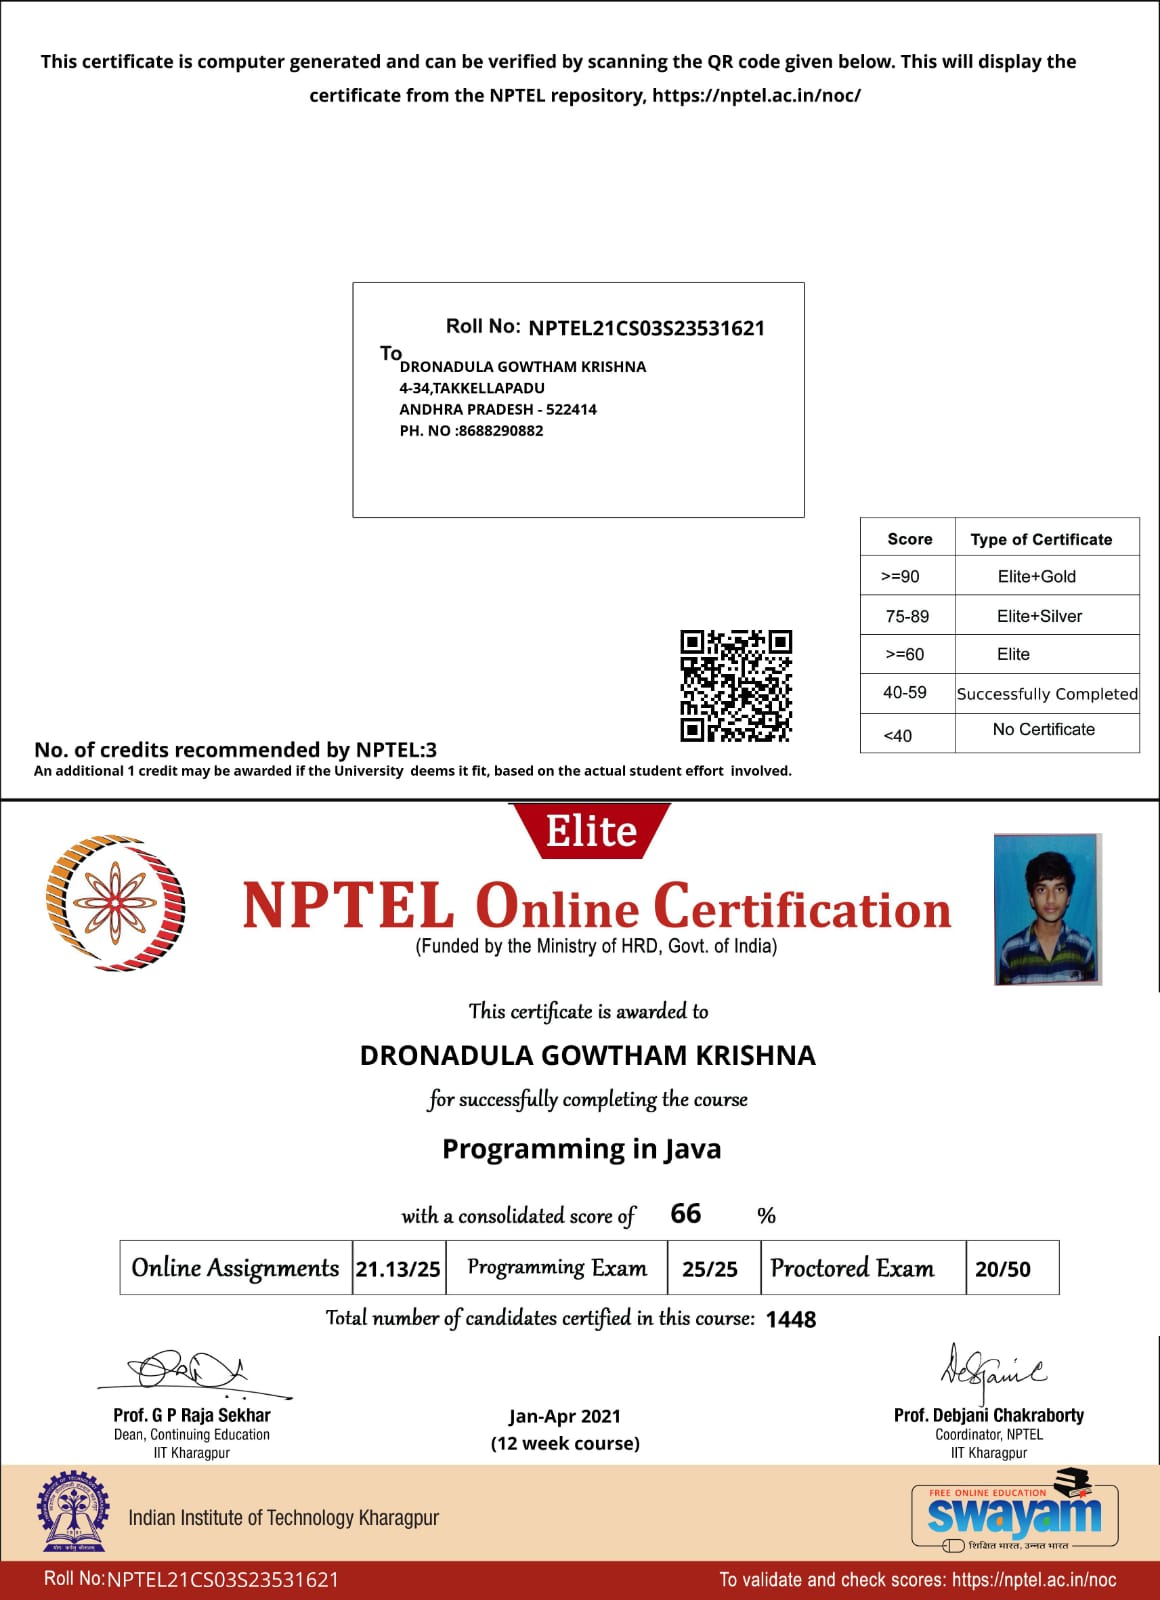 This certificate is computer generated and can be verified by scanning the QR code given below. This will display the
certificate from the NPTEL repository, https://nptel.ac.in/noc/
Roll No: NPTEL21CS03S23531621
To
DRONADULA GOWTHAM KRISHNA
4-34,TAKKELLAPADU
ANDHRA PRADESH - 522414
PH. NO :8688290882
Score Type of Certificate
>=90 Elite+Gold
75-89 Elite+Silver
>=60 Elite
40-59 Successfully Completed
<40 No Certificate
No. of credits recommended by NPTEL:3
An additional 1 credit may be awarded if the University deems it fit, based on the actual student effort involved.
Elite
NPTEL Online Certification
(Funded by the Ministry of HRD, Govt. of India)
This certificate is awarded to
DRONADULA GOWTHAM KRISHNA
for successfully completing the course
Programming in Java
with a consolidated score of 66 %
Online Assignments 21.13/25 Programming Exam 25/25 Proctored Exam 20/50
Total number of candidates certified in this course: 1448
Prof. G P Raja Sekhar
Dean, Continuing Education
IIT Kharagpur
Jan-Apr 2021
(12 week course)
Prof. Debjani Chakraborty
Coordinator, NPTEL
IIT Kharagpur
Indian Institute of Technology Kharagpur
FREE ONLINE EDUCATION
swayam
शिक्षित भारत, उन्नत भारत
Roll No:NPTEL21CS03S23531621
To validate and check scores: https://nptel.ac.in/noc